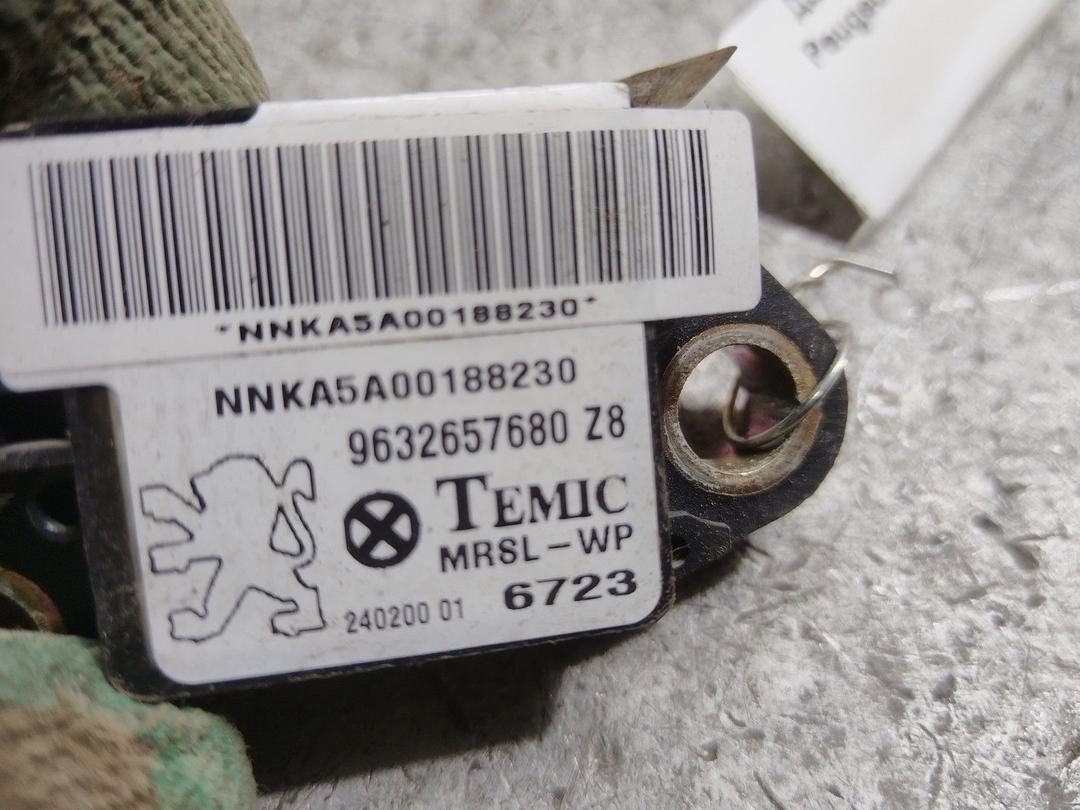 *NNKA5A00188230*
NNKA5A00188230
9632657680 Z8
TEMIC
MRSL-WP
240200 01
6723